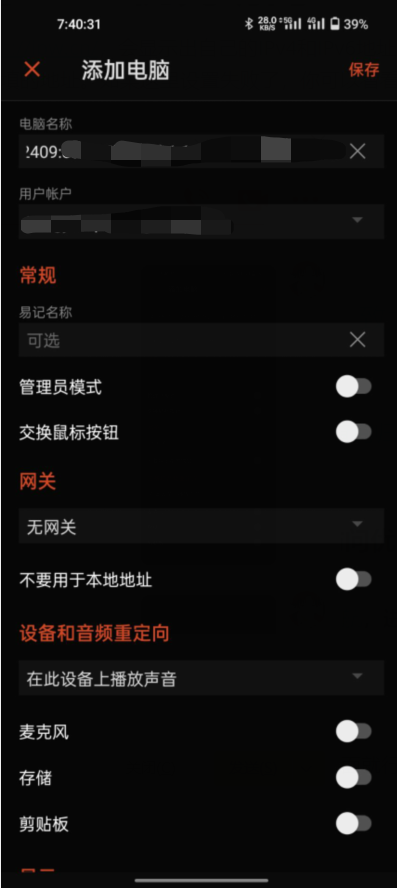 7:40:31
28.0 KB/S 5G 4G 39%
添加电脑
保存
电脑名称
2409:
用户帐户
常规
易记名称
可选
管理员模式
交换鼠标按钮
网关
无网关
不要用于本地地址
设备和音频重定向
在此设备上播放声音
麦克风
存储
剪贴板